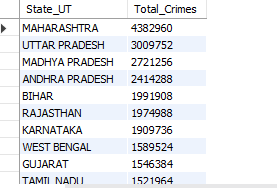 State_UT Total_Crimes
MAHARASHTRA 4382960
UTTAR PRADESH 3009752
MADHYA PRADESH 2721256
ANDHRA PRADESH 2414288
BIHAR 1991908
RAJASTHAN 1974988
KARNATAKA 1909736
WEST BENGAL 1589524
GUJARAT 1546384
TAMIL NADU 1521964